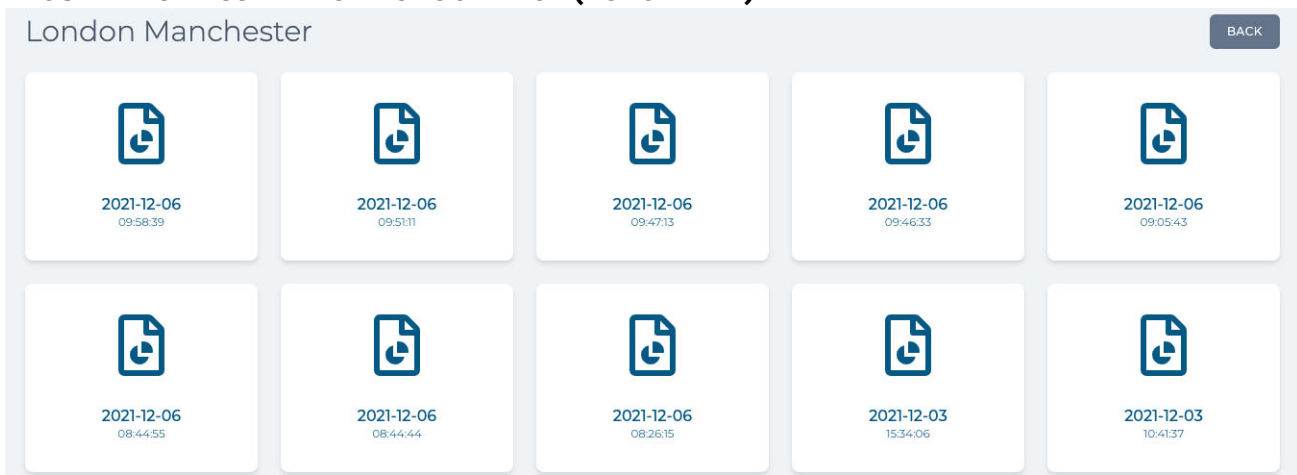 London Manchester
BACK
2021-12-06 2021-12-06 2021-12-06 2021-12-06 2021-12-06
09:58:39 09:51:11 09:47:13 09:46:33 09:05:43
2021-12-06 2021-12-06 2021-12-06 2021-12-03 2021-12-03
08:44:55 08:44:44 08:26:15 15:34:06 10:41:37